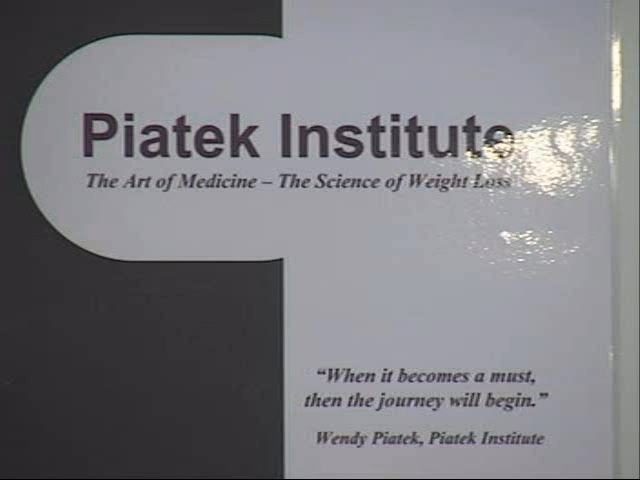 Piatek Institute
The Art of Medicine – The Science of Weight Loss
“When it becomes a must,
then the journey will begin.”
Wendy Piatek, Piatek Institute